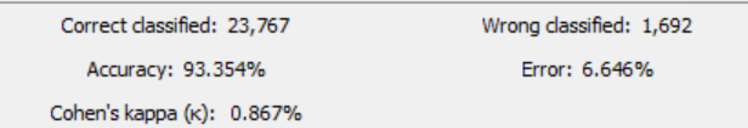 Correct classified: 23,767 Wrong classified: 1,692
Accuracy: 93.354% Error: 6.646%
Cohen's kappa (κ): 0.867%